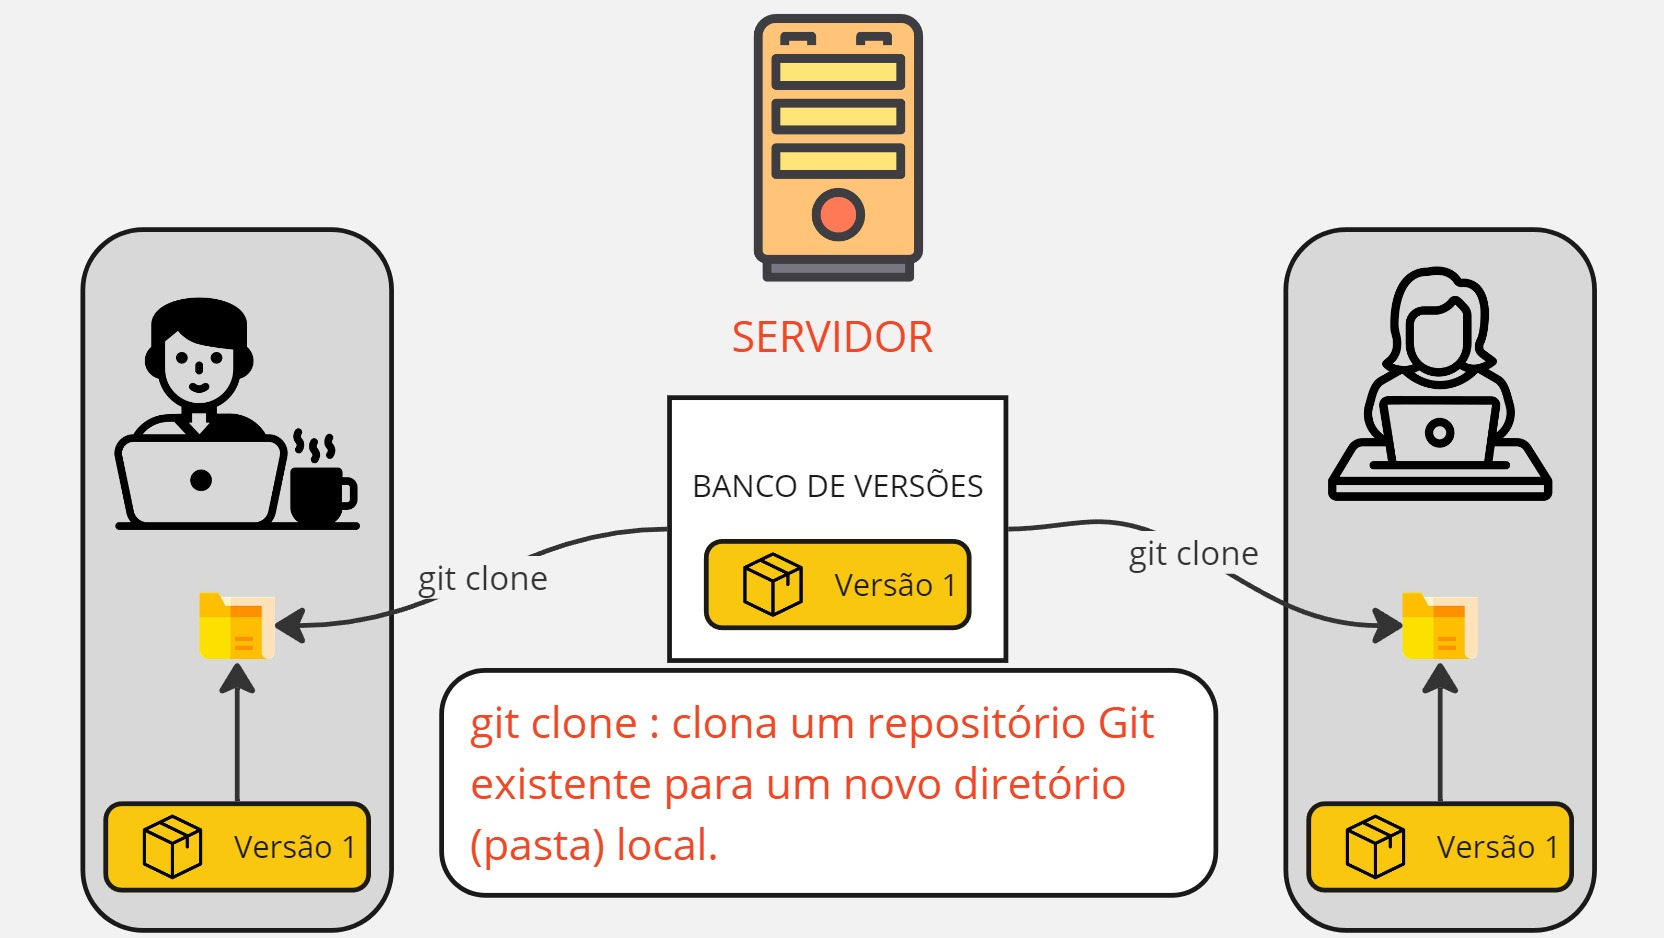 SERVIDOR
BANCO DE VERSÕES
Versão 1
git clone
git clone
git clone : clona um repositório Git
existente para um novo diretório
(pasta) local.
Versão 1
Versão 1